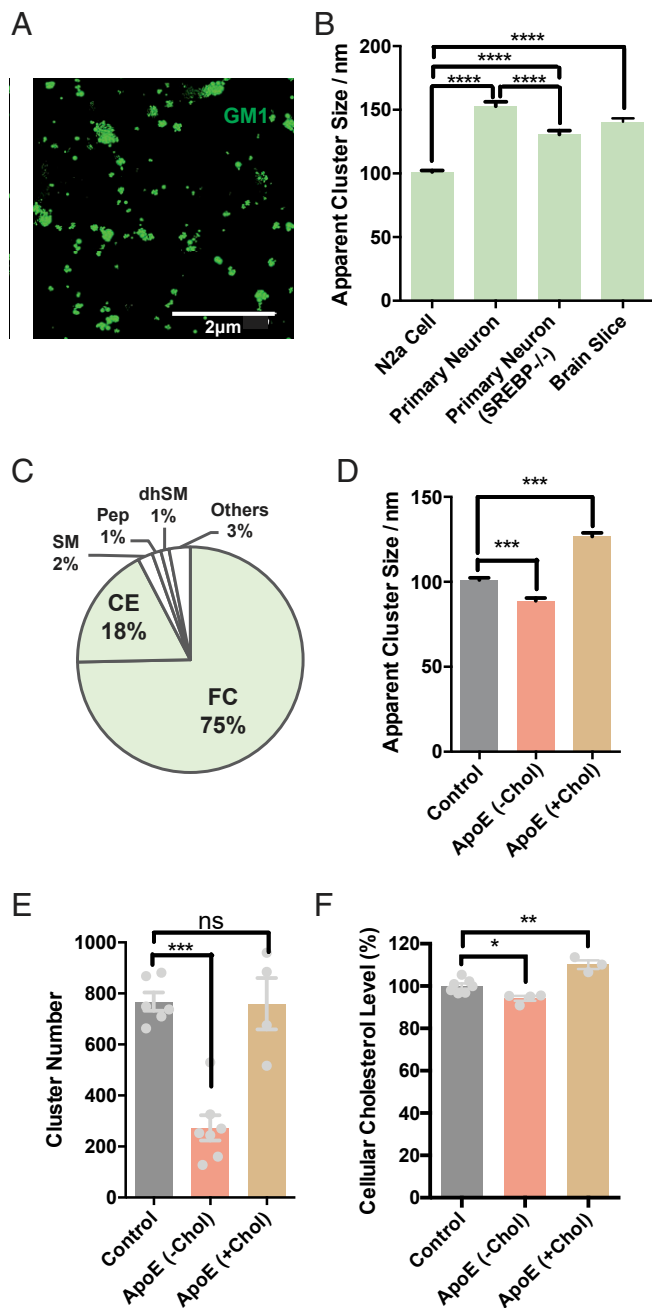 A
GM1
2μm
B
Apparent Cluster Size / nm
200
150
100
50
0
****
****
****
****
N2a Cell
Primary Neuron
Primary Neuron
(SREBP-/-)
Brain Slice
C
dhSM
1%
Pep
1%
Others
3%
SM
2%
CE
18%
FC
75%
D
Apparent Cluster Size / nm
150
100
50
0
***
***
Control
ApoE (-Chol)
ApoE (+Chol)
E
Cluster Number
1000
800
600
400
200
0
ns
***
Control
ApoE (-Chol)
ApoE (+Chol)
F
Cellular Cholesterol Level (%)
120
100
80
60
40
20
0
**
*
Control
ApoE (-Chol)
ApoE (+Chol)